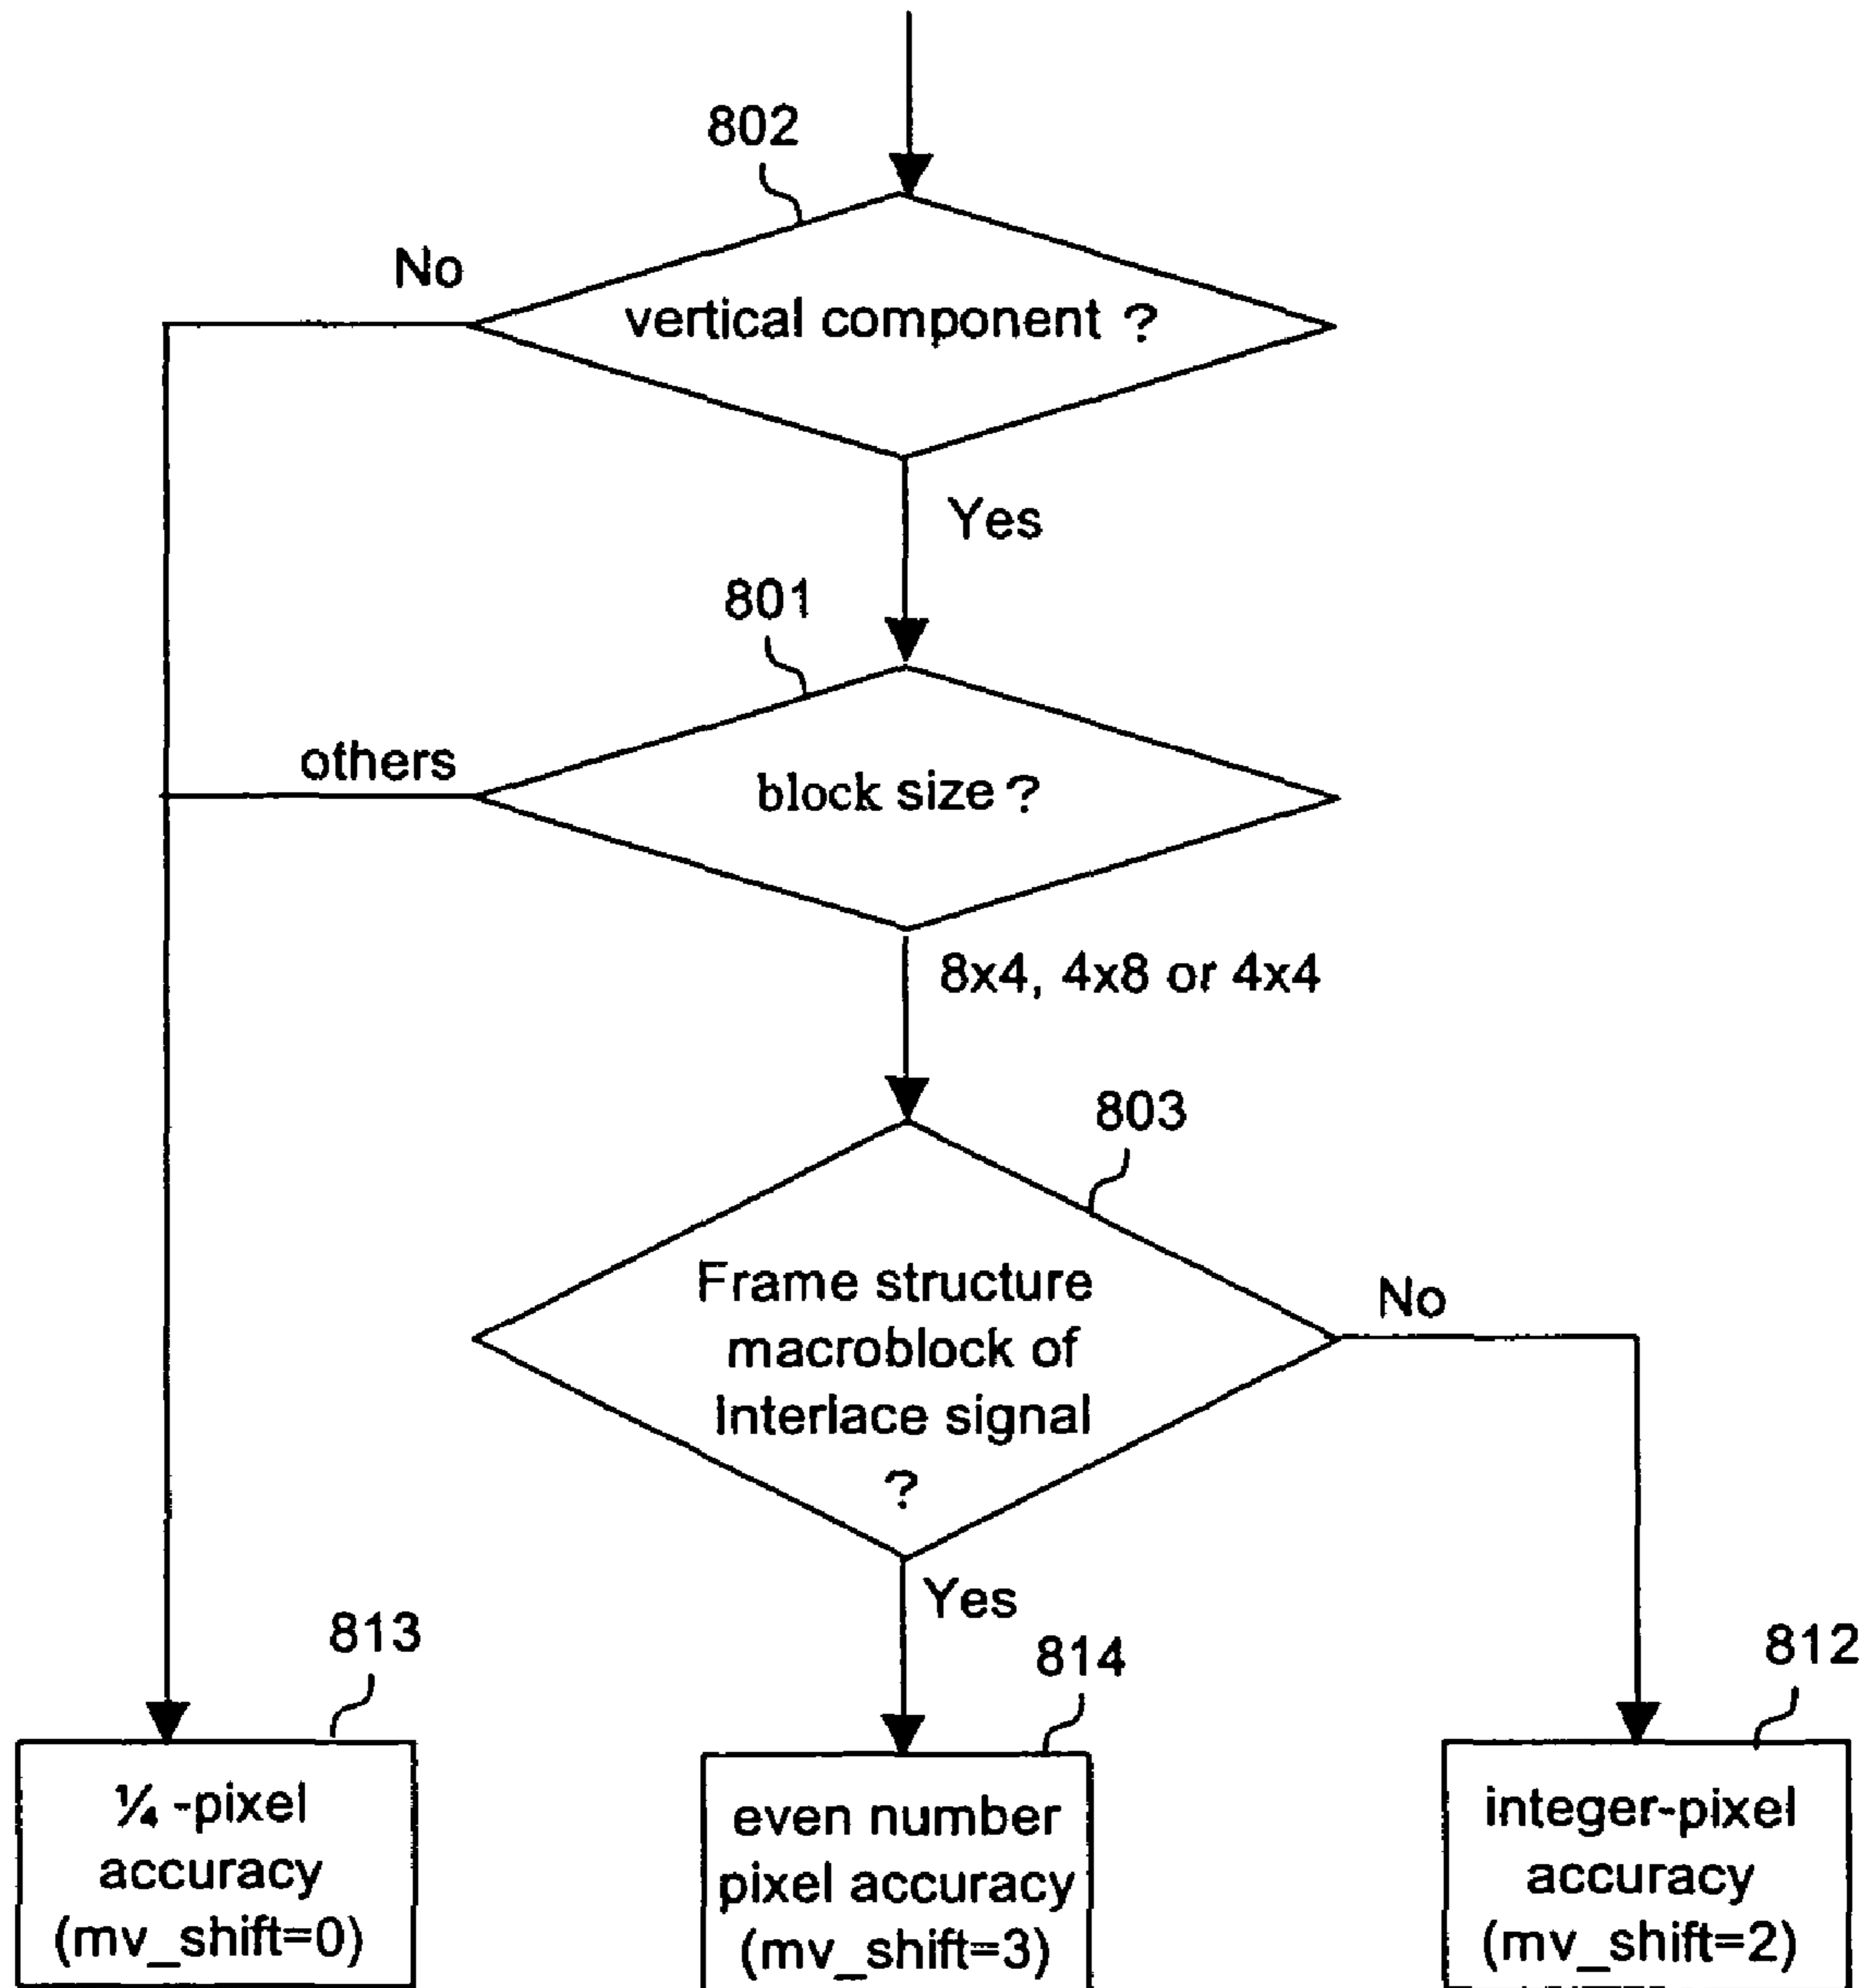 802
No
vertical component ?
Yes
801
others
block size ?
8x4, 4x8 or 4x4
803
Frame structure
macroblock of
Interlace signal
?
No
Yes
813
814
812
¼ -pixel
accuracy
(mv_shift=0)
even number
pixel accuracy
(mv_shift=3)
integer-pixel
accuracy
(mv_shift=2)